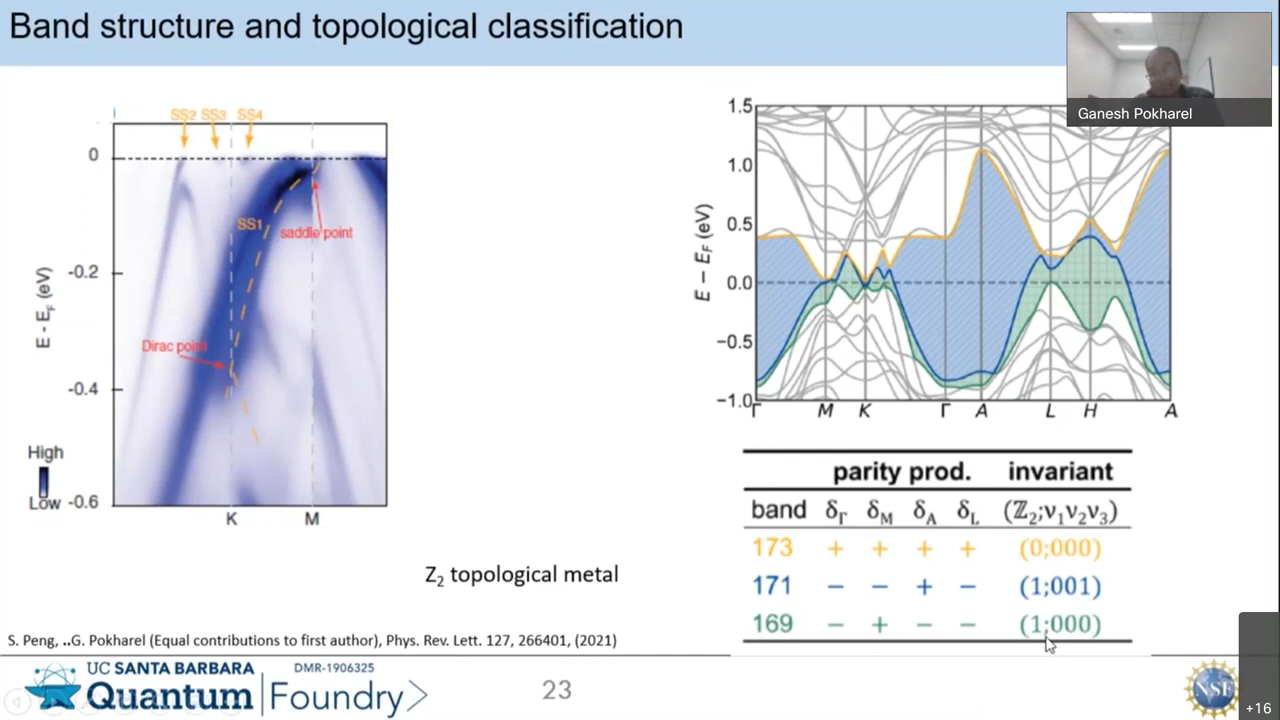 Band structure and topological classification
Ganesh Pokharel
SS2 SS3 SS4
0
-0.2
-0.4
-0.6
E - E_F (eV)
SS1
saddle point
Dirac point
High
Low
K M
1.5
1.0
0.5
0.0
−0.5
−1.0
E − E_F (eV)
Γ M K Γ A L H A
parity prod. invariant
band δ_Γ δ_M δ_A δ_L (ℤ₂;ν₁ν₂ν₃)
173 + + + + (0;000)
171 − − + − (1;001)
169 − + − − (1;000)
Z₂ topological metal
S. Peng, ..G. Pokharel (Equal contributions to first author), Phys. Rev. Lett. 127, 266401, (2021)
UC SANTA BARBARA
Quantum Foundry
DMR-1906325
23
NSF
+16